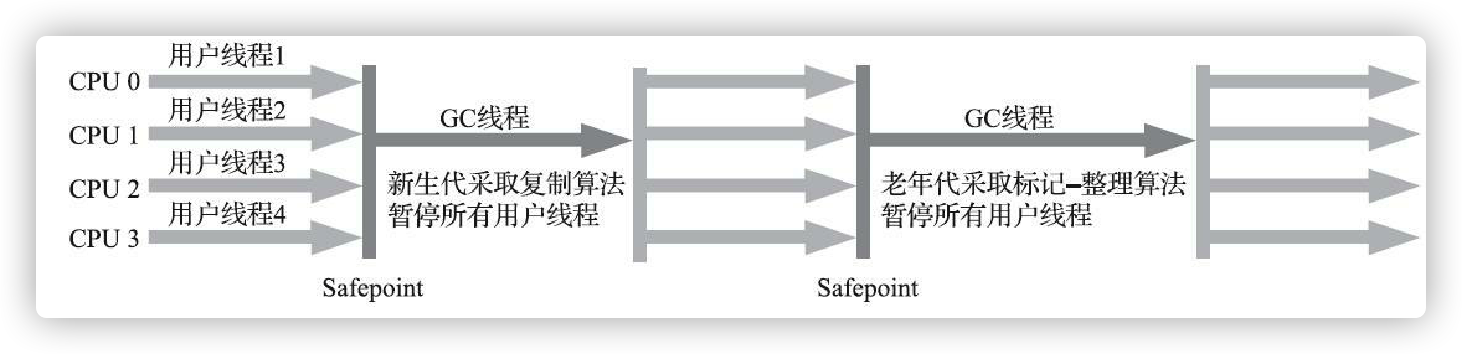 用户线程1
CPU 0
用户线程2
CPU 1
用户线程3
CPU 2
用户线程4
CPU 3
Safepoint
GC线程
新生代采取复制算法
暂停所有用户线程
Safepoint
GC线程
老年代采取标记–整理算法
暂停所有用户线程